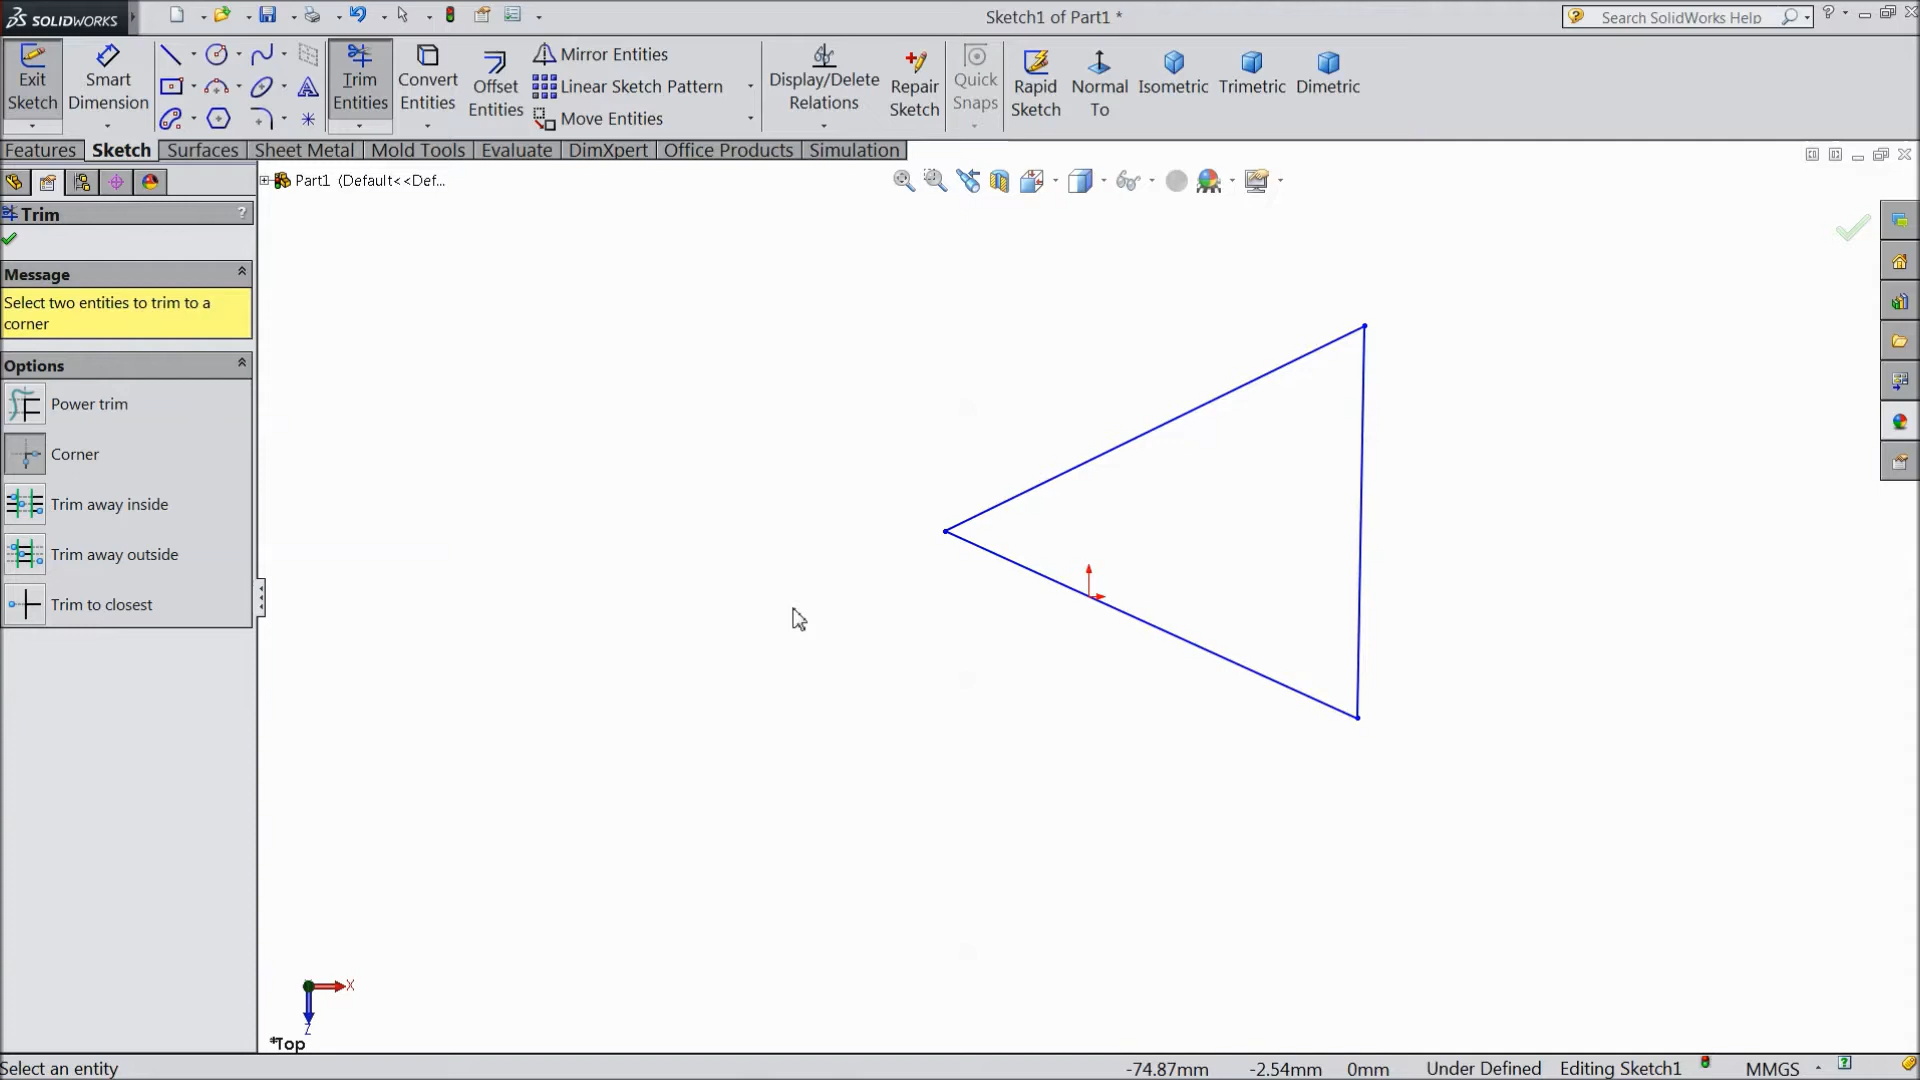 SOLIDWORKS
Sketch1 of Part1 *
Search SolidWorks Help
Exit Sketch
Smart Dimension
Trim Entities
Convert Entities
Offset Entities
Mirror Entities
Linear Sketch Pattern
Move Entities
Display/Delete Relations
Repair Sketch
Quick Snaps
Rapid Sketch
Normal To
Isometric
Trimetric
Dimetric
Features
Sketch
Surfaces
Sheet Metal
Mold Tools
Evaluate
DimXpert
Office Products
Simulation
Part1 (Default<<Def...
Trim
?
Message
Select two entities to trim to a
corner
Options
Power trim
Corner
Trim away inside
Trim away outside
Trim to closest
X
Z
*Top
Select an entity
-74.87mm
-2.54mm
0mm
Under Defined
Editing Sketch1
MMGS